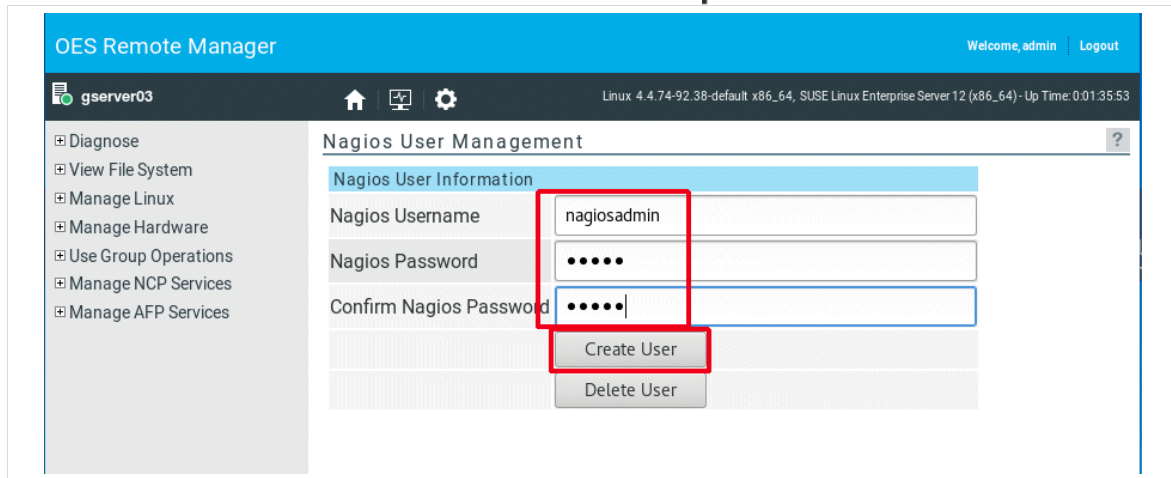 OES Remote Manager
Welcome, admin Logout
gserver03
Linux 4.4.74-92.38-default x86_64, SUSE Linux Enterprise Server 12 (x86_64) - Up Time: 0:01:35:53
Diagnose
View File System
Manage Linux
Manage Hardware
Use Group Operations
Manage NCP Services
Manage AFP Services
Nagios User Management
?
Nagios User Information
Nagios Username nagiosadmin
Nagios Password •••••
Confirm Nagios Password •••••
Create User
Delete User